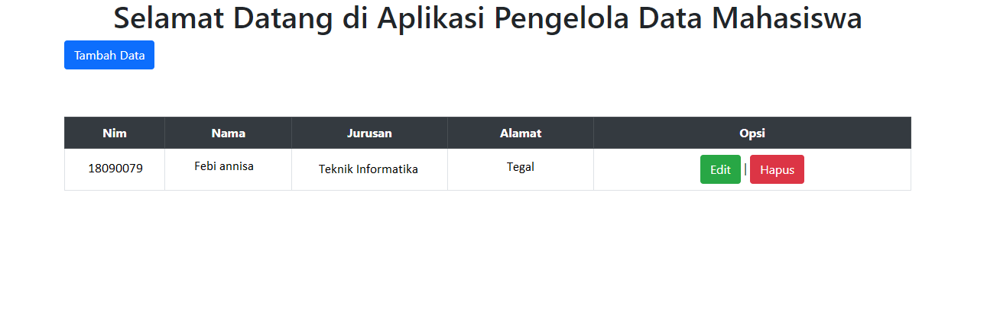 Selamat Datang di Aplikasi Pengelola Data Mahasiswa
Tambah Data
Nim Nama Jurusan Alamat Opsi
18090079 Febi annisa Teknik Informatika Tegal Edit | Hapus